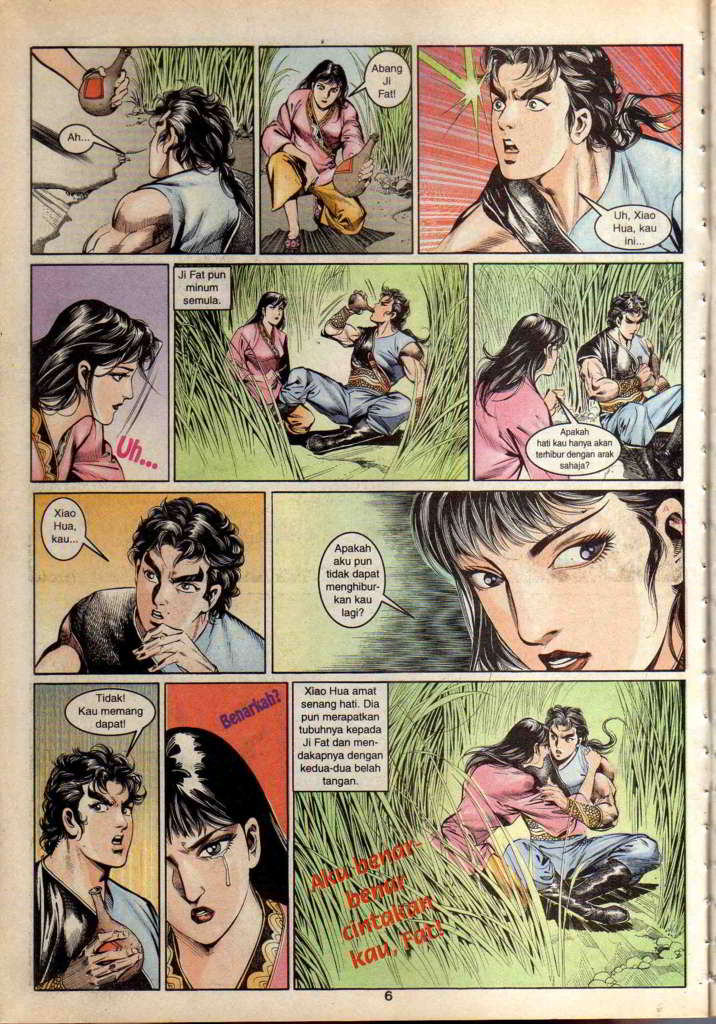 Ah...
Abang
Ji
Fat!
Uh, Xiao
Hua, kau
ini...
Uh...
Ji Fat pun
minum
semula.
Apakah
hati kau hanya akan
terhibur dengan arak
sahaja?
Xiao
Hua,
kau...
Apakah
aku pun
tidak dapat
menghibur-
kan kau
lagi?
Tidak!
Kau memang
dapat!
Benarkah?
Xiao Hua amat
senang hati. Dia
pun merapatkan
tubuhnya kepada
Ji Fat dan men-
dakapnya dengan
kedua-dua belah
tangan.
Aku benar-
benar
cintakan
kau, Fat!
6